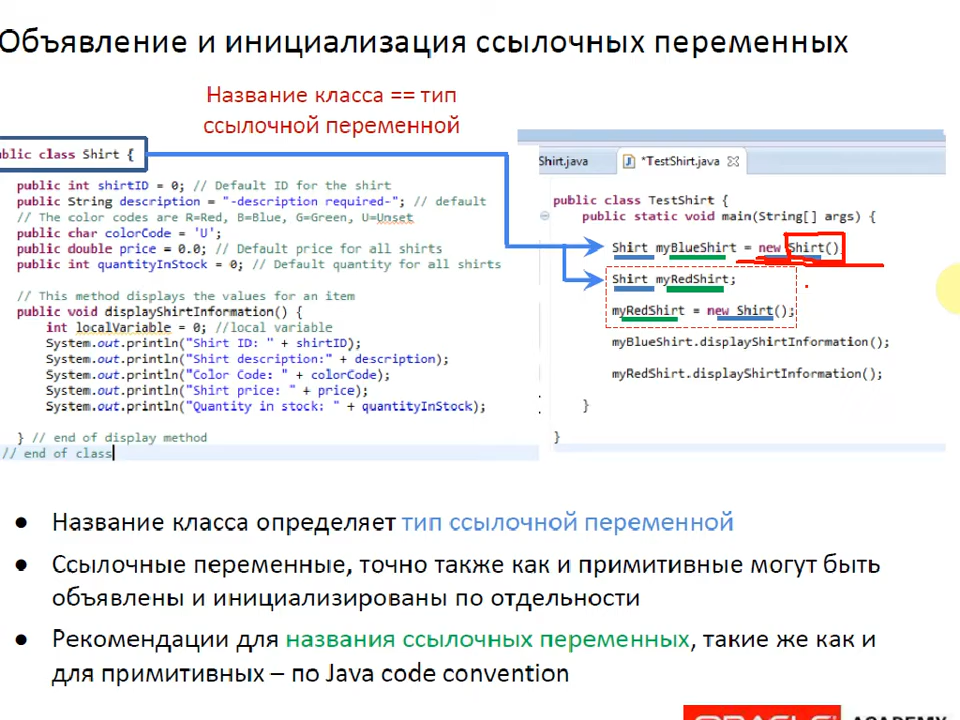 Объявление и инициализация ссылочных переменных
Название класса == тип
ссылочной переменной
public class Shirt {
public int shirtID = 0; // Default ID for the shirt
public String description = "-description required-"; // default
// The color codes are R=Red, B=Blue, G=Green, U=Unset
public char colorCode = 'U';
public double price = 0.0; // Default price for all shirts
public int quantityInStock = 0; // Default quantity for all shirts
// This method displays the values for an item
public void displayShirtInformation() {
int localVariable = 0; //local variable
System.out.println("Shirt ID: " + shirtID);
System.out.println("Shirt description:" + description);
System.out.println("Color Code: " + colorCode);
System.out.println("Shirt price: " + price);
System.out.println("Quantity in stock: " + quantityInStock);
} // end of display method
// end of class
Shirt.java *TestShirt.java
public class TestShirt {
public static void main(String[] args) {
Shirt myBlueShirt = new Shirt()
Shirt myRedShirt;
myRedShirt = new Shirt();
myBlueShirt.displayShirtInformation();
myRedShirt.displayShirtInformation();
}
}
● Название класса определяет тип ссылочной переменной
● Ссылочные переменные, точно также как и примитивные могут быть
объявлены и инициализированы по отдельности
● Рекомендации для названия ссылочных переменных, такие же как и
для примитивных – по Java code convention
ORACLE ACADEMY